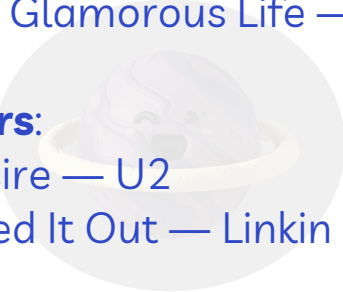 Glamorous Life —
rs:
ire — U2
ed It Out — Linkin